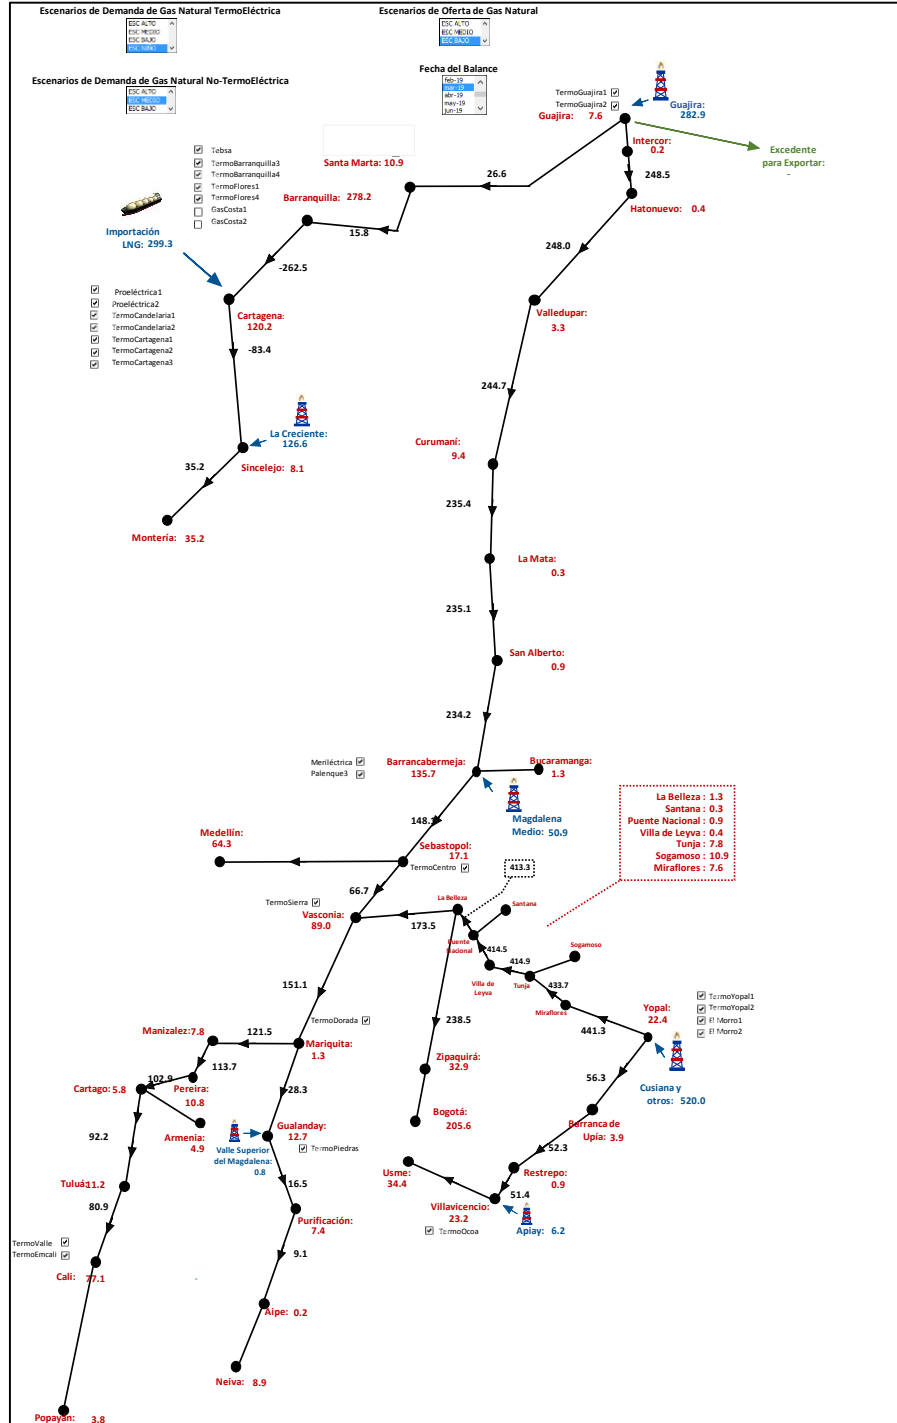 Escenarios de Demanda de Gas Natural TermoEléctrica
ESC ALTO
ESC MEDIO
ESC BAJO
ESC NIÑO
Escenarios de Oferta de Gas Natural
ESC ALTO
ESC MEDIO
ESC BAJO
Escenarios de Demanda de Gas Natural No-TermoEléctrica
ESC ALTO
ESC MEDIO
ESC BAJO
Fecha del Balance
feb-19
mar-19
abr-19
may-19
jun-19
TermoGuajira1
TermoGuajira2
Guajira: 7.6
Guajira:
282.9
Intercor:
0.2
Excedente
para Exportar:
-
248.5
Hatonuevo: 0.4
Tebsa
TermoBarranquilla3
TermoBarranquilla4
TermoFlores1
TermoFlores4
GasCosta1
GasCosta2
Santa Marta: 10.9
26.6
Barranquilla: 278.2
15.8
Importación
LNG: 299.3
-262.5
248.0
Proeléctrica1
Proeléctrica2
TermoCandelaria1
TermoCandelaria2
TermoCartagena1
TermoCartagena2
TermoCartagena3
Cartagena:
120.2
-83.4
Valledupar:
3.3
244.7
La Creciente:
126.6
Curumaní:
9.4
35.2
Sincelejo: 8.1
235.4
Montería: 35.2
La Mata:
0.3
235.1
San Alberto:
0.9
234.2
Meriléctrica
Palenque3
Barrancabermeja:
135.7
Bucaramanga:
1.3
Magdalena
Medio: 50.9
La Belleza : 1.3
Santana : 0.3
Puente Nacional : 0.9
Villa de Leyva : 0.4
Tunja : 7.8
Sogamoso : 10.9
Miraflores : 7.6
148.1
Medellín:
64.3
Sebastopol:
17.1
TermoCentro
413.3
66.7
TermoSierra
Vasconia:
89.0
La Belleza
Santana
173.5
Puente
Nacional
414.5
Sogamoso
414.9
Villa de
Leyva
Tunja
433.7
151.1
Miraflores
TermoYopal1
TermoYopal2
El Morro1
El Morro2
Yopal:
22.4
441.3
238.5
TermoDorada
Manizalez: 7.8
121.5
Mariquita:
1.3
Zipaquirá:
32.9
113.7
102.9
56.3
Cusiana y
otros: 520.0
Cartago: 5.8
Pereira:
10.8
28.3
Bogotá:
205.6
Barranca de
Upía: 3.9
92.2
Armenia:
4.9
Gualanday:
12.7
Valle Superior
del Magdalena:
0.8
TermoPiedras
52.3
Usme:
34.4
Restrepo:
0.9
Tuluá: 11.2
16.5
51.4
80.9
Purificación:
7.4
Villavicencio:
23.2
TermoOcoa
Apiay: 6.2
TermoValle
TermoEmcali
9.1
Cali: 77.1
-
Aipe: 0.2
Neiva: 8.9
Popayán: 3.8